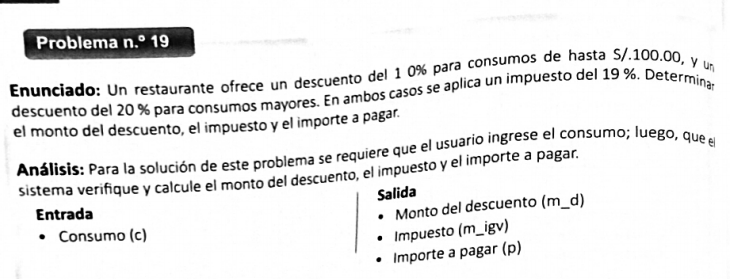 Problema n.º 19
Enunciado: Un restaurante ofrece un descuento del 1 0% para consumos de hasta S/.100.00, y un
descuento del 20 % para consumos mayores. En ambos casos se aplica un impuesto del 19 %. Determinar
el monto del descuento, el impuesto y el importe a pagar.
Análisis: Para la solución de este problema se requiere que el usuario ingrese el consumo; luego, que el
sistema verifique y calcule el monto del descuento, el impuesto y el importe a pagar.
Entrada
• Consumo (c)
Salida
• Monto del descuento (m_d)
• Impuesto (m_igv)
• Importe a pagar (p)